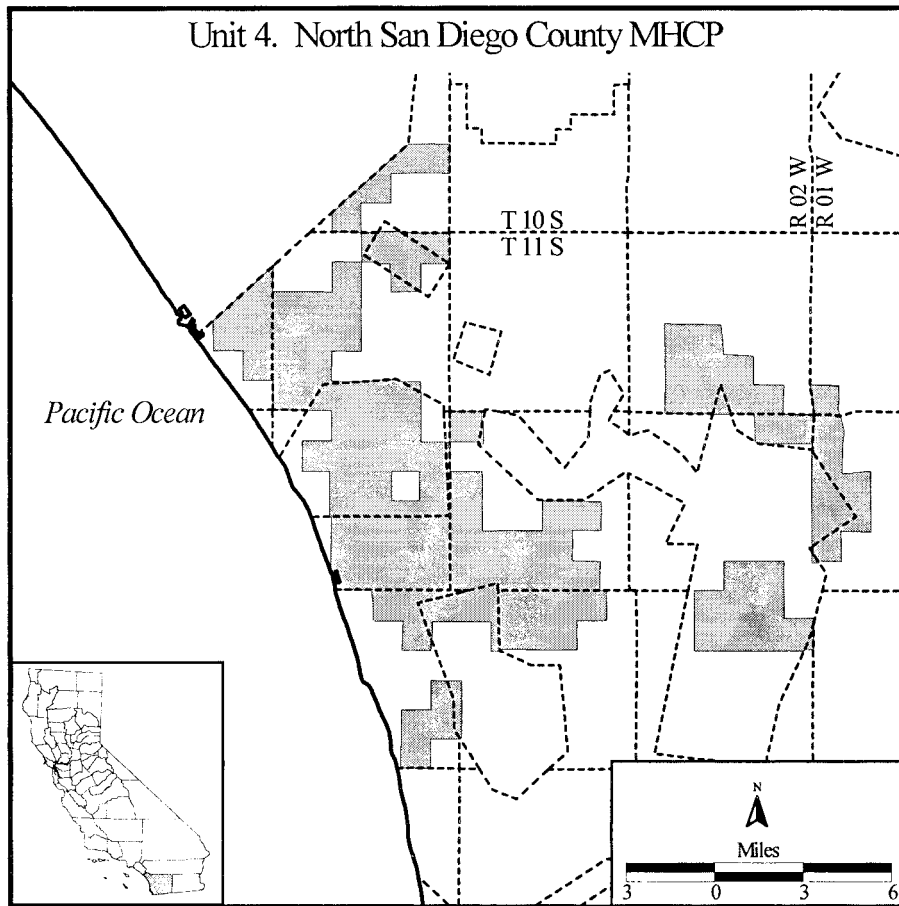 Unit 4. North San Diego County MHCP
R 02 W
R 01 W
T 10 S
T 11 S
Pacific Ocean
N
Miles
3 0 3 6